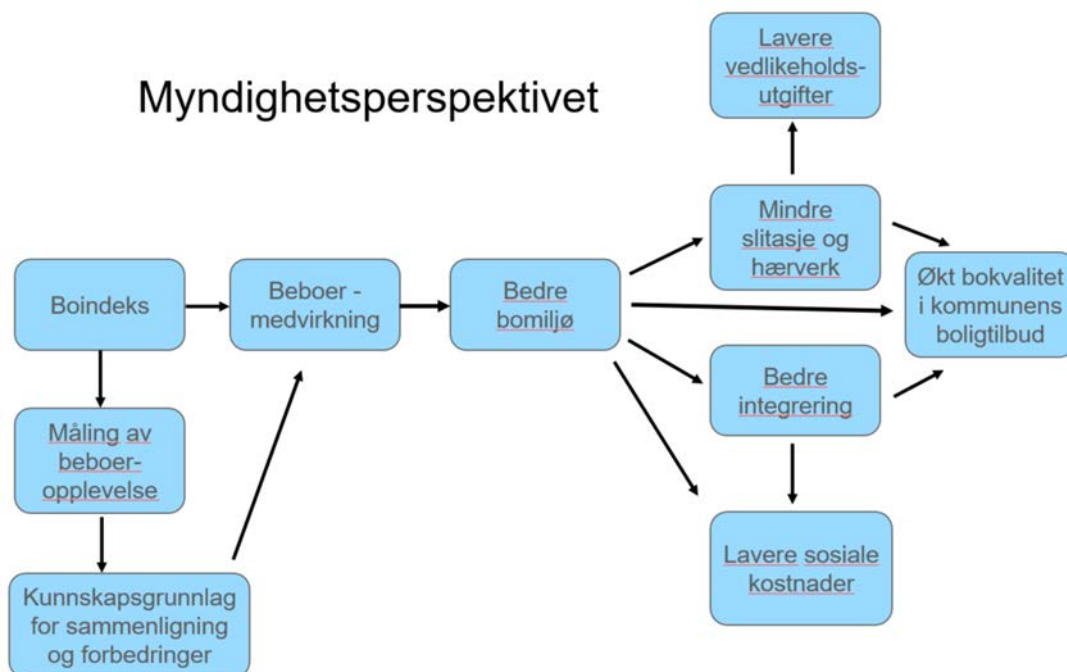 Myndighetsperspektivet
Lavere
vedlikeholds-
utgifter
Mindre
slitasje og
hærverk
Boindeks
Beboer -
medvirkning
Bedre
bomiljø
Økt bokvalitet
i kommunens
boligtilbud
Bedre
integrering
Måling av
beboer-
opplevelse
Lavere sosiale
kostnader
Kunnskapsgrunnlag
for sammenligning
og forbedringer